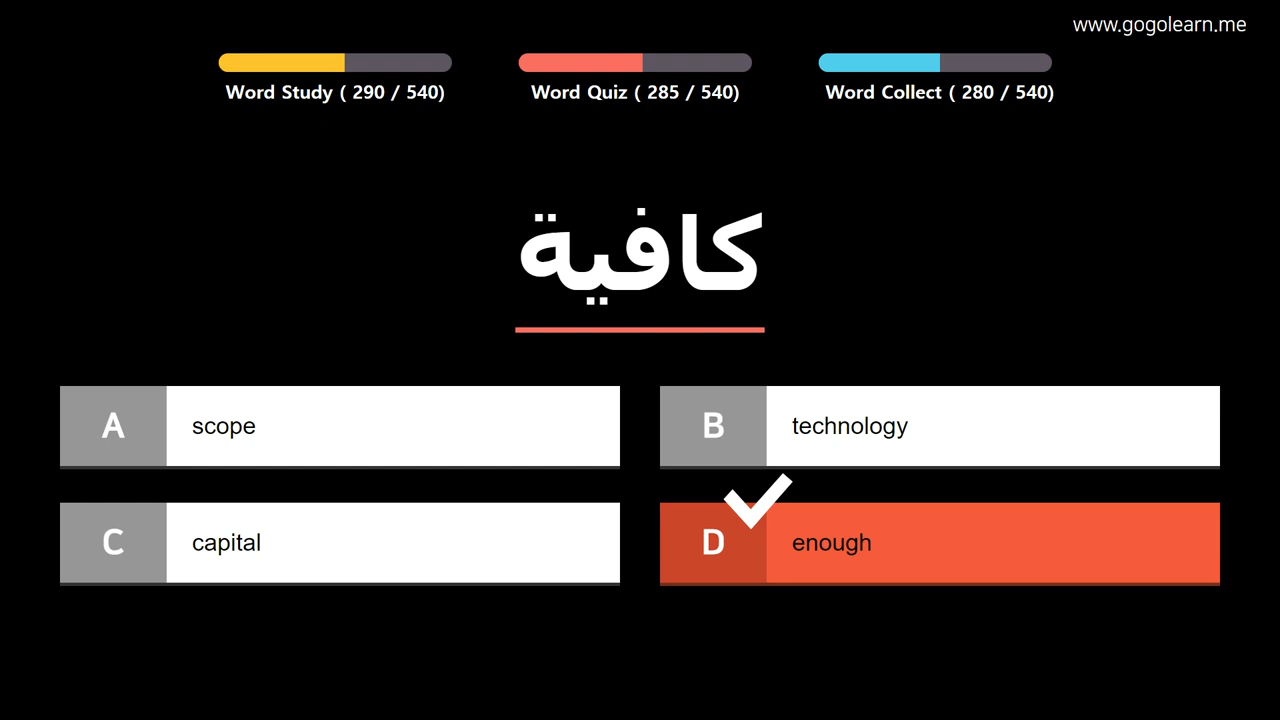 www.gogolearn.me
Word Study ( 290 / 540)
Word Quiz ( 285 / 540)
Word Collect ( 280 / 540)
كافية
A scope
B technology
C capital
D enough